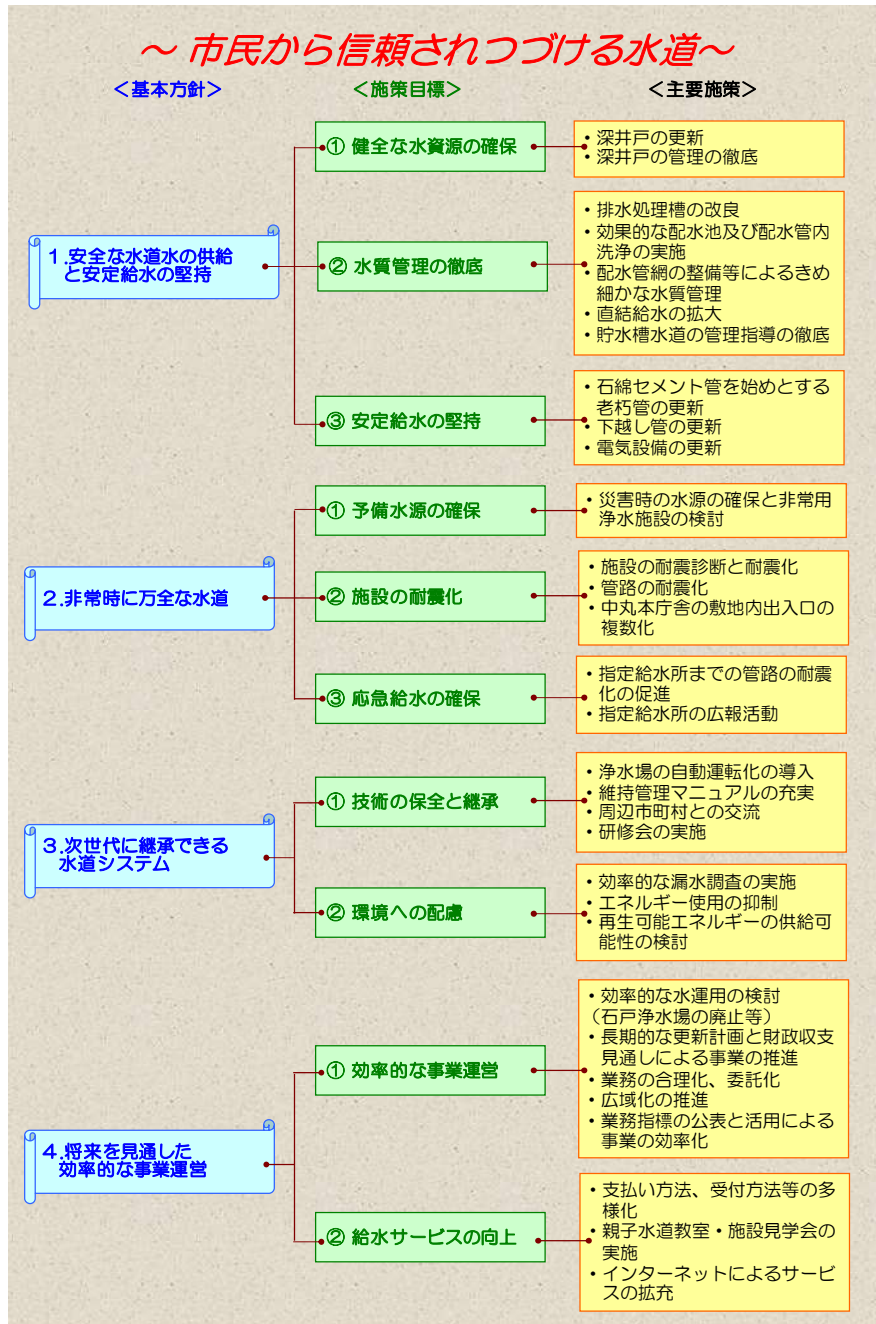 ～ 市民から信頼されつづける水道～
＜基本方針＞
＜施策目標＞
＜主要施策＞
１.安全な水道水の供給
と安定給水の堅持
① 健全な水資源の確保
・深井戸の更新
・深井戸の管理の徹底
② 水質管理の徹底
・排水処理槽の改良
・効果的な配水池及び配水管内
洗浄の実施
・配水管網の整備等によるきめ
細かな水質管理
・直結給水の拡大
・貯水槽水道の管理指導の徹底
③ 安定給水の堅持
・石綿セメント管を始めとする
老朽管の更新
・下越し管の更新
・電気設備の更新
２.非常時に万全な水道
① 予備水源の確保
・災害時の水源の確保と非常用
浄水施設の検討
② 施設の耐震化
・施設の耐震診断と耐震化
・管路の耐震化
・中丸本庁舎の敷地内出入口の
複数化
③ 応急給水の確保
・指定給水所までの管路の耐震
化の促進
・指定給水所の広報活動
３.次世代に継承できる
水道システム
① 技術の保全と継承
・浄水場の自動運転化の導入
・維持管理マニュアルの充実
・周辺市町村との交流
・研修会の実施
② 環境への配慮
・効率的な漏水調査の実施
・エネルギー使用の抑制
・再生可能エネルギーの供給可
能性の検討
４.将来を見通した
効率的な事業運営
① 効率的な事業運営
・効率的な水運用の検討
（石戸浄水場の廃止等）
・長期的な更新計画と財政収支
見通しによる事業の推進
・業務の合理化、委託化
・広域化の推進
・業務指標の公表と活用による
事業の効率化
② 給水サービスの向上
・支払い方法、受付方法等の多
様化
・親子水道教室・施設見学会の
実施
・インターネットによるサービ
スの拡充